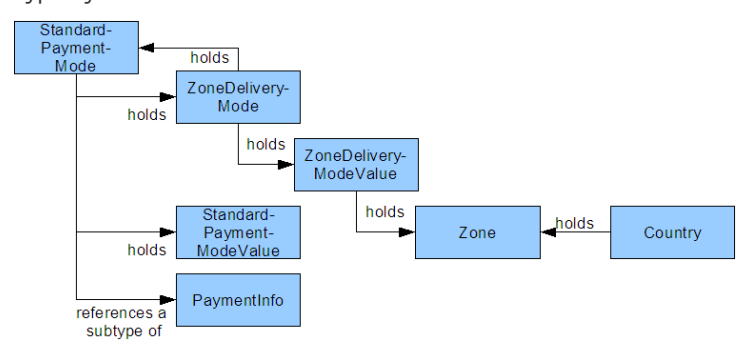 Standard-
Payment-
Mode
holds
ZoneDelivery-
Mode
holds
holds
ZoneDelivery-
ModeValue
Standard-
Payment-
ModeValue
holds
holds
Zone
holds
Country
PaymentInfo
references a
subtype of